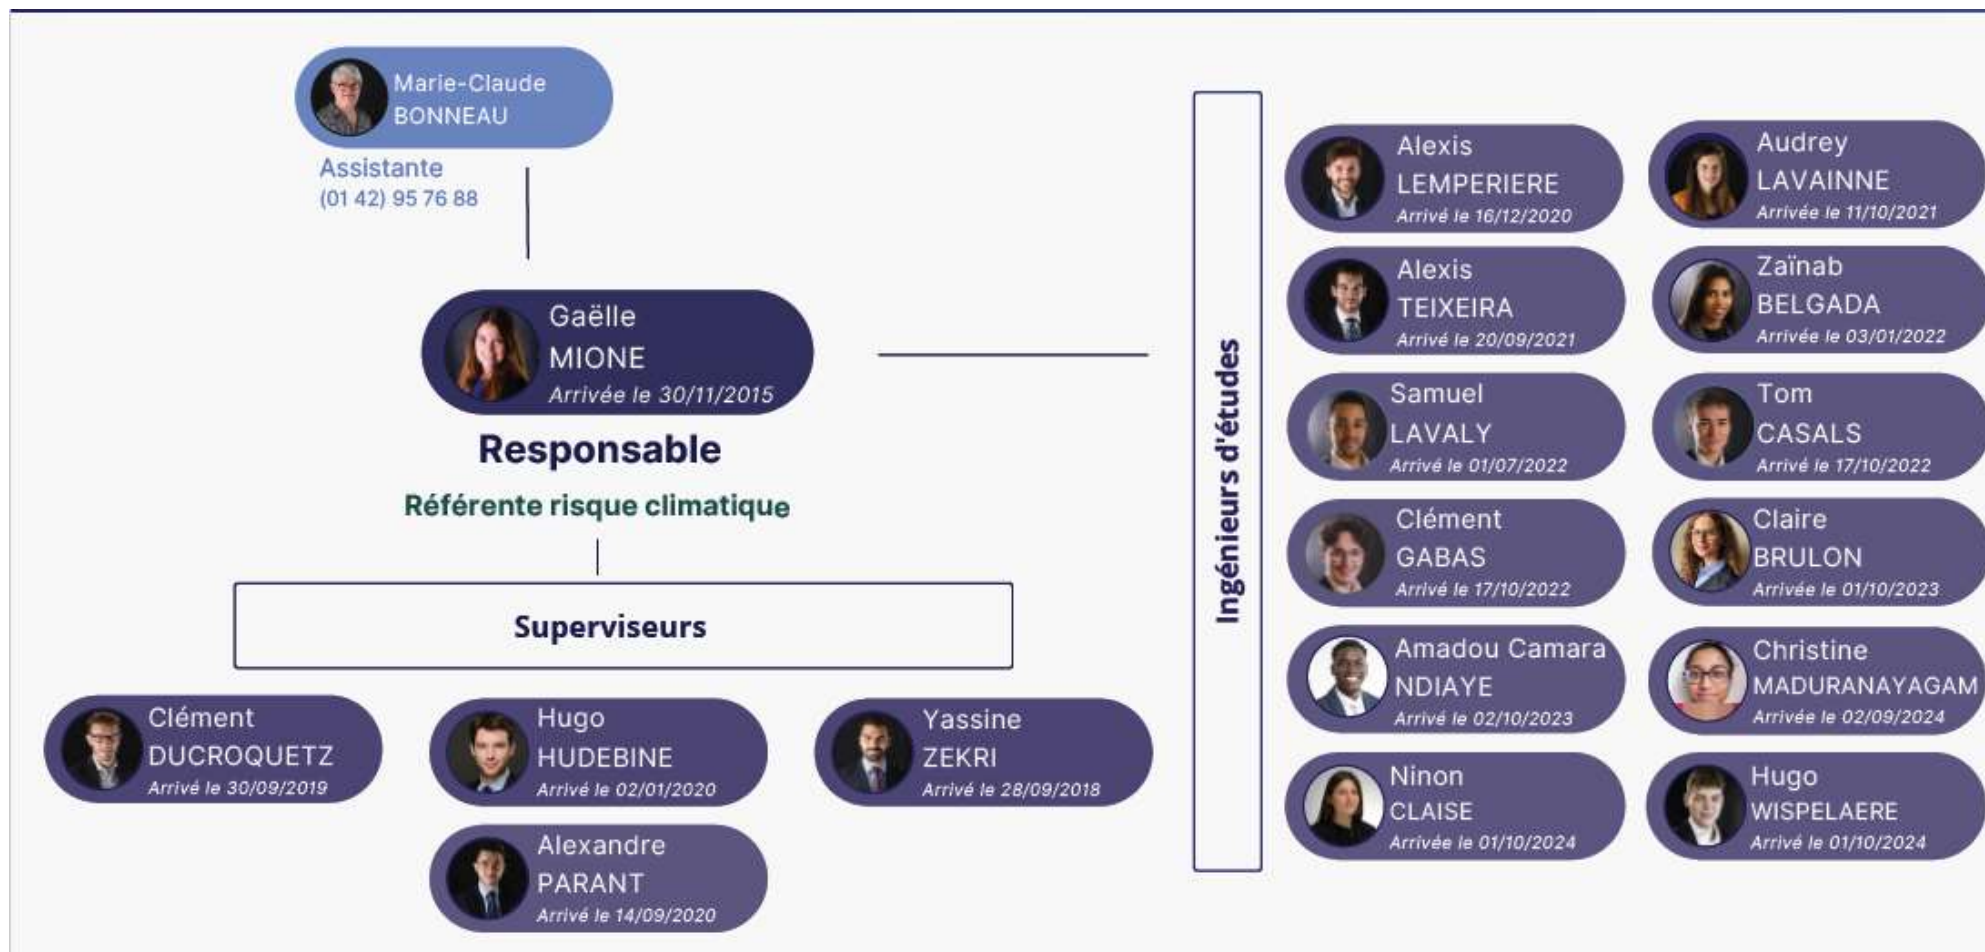 Marie-Claude
BONNEAU
Assistante
(01 42) 95 76 88
Gaëlle
MIONE
Arrivée le 30/11/2015
Responsable
Référente risque climatique
Superviseurs
Clément
DUCROQUETZ
Arrivé le 30/09/2019
Hugo
HUDEBINE
Arrivé le 02/01/2020
Yassine
ZEKRI
Arrivé le 28/09/2018
Alexandre
PARANT
Arrivé le 14/09/2020
Ingénieurs d'études
Alexis
LEMPERIERE
Arrivé le 16/12/2020
Audrey
LAVAINNE
Arrivée le 11/10/2021
Alexis
TEIXEIRA
Arrivé le 20/09/2021
Zaïnab
BELGADA
Arrivée le 03/01/2022
Samuel
LAVALY
Arrivé le 01/07/2022
Tom
CASALS
Arrivé le 17/10/2022
Clément
GABAS
Arrivé le 17/10/2022
Claire
BRULON
Arrivée le 01/10/2023
Amadou Camara
NDIAYE
Arrivé le 02/10/2023
Christine
MADURANAYAGAM
Arrivée le 02/09/2024
Ninon
CLAISE
Arrivée le 01/10/2024
Hugo
WISPELAERE
Arrivé le 01/10/2024